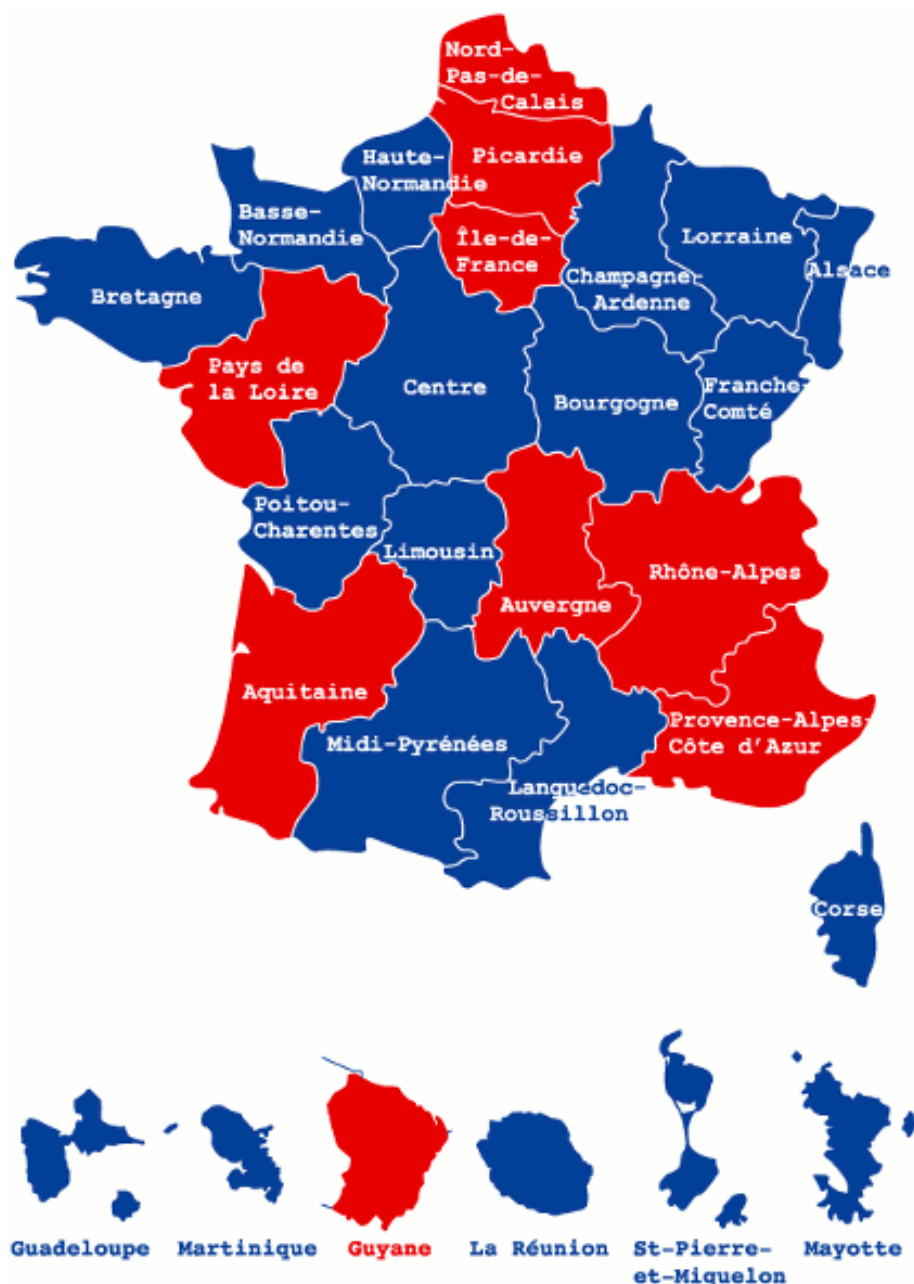 Nord-
Pas-de-
Calais
Picardie
Haute-
Normandie
Basse-
Normandie
Île-de-
France
Lorraine
Alsace
Champagne-
Ardenne
Bretagne
Pays de
la Loire
Centre
Bourgogne
Franche-
Comté
Poitou-
Charentes
Limousin
Auvergne
Rhône-Alpes
Aquitaine
Midi-Pyrénées
Provence-Alpes-
Côte d'Azur
Languedoc-
Roussillon
Corse
Guadeloupe
Martinique
Guyane
La Réunion
St-Pierre-
et-Miquelon
Mayotte